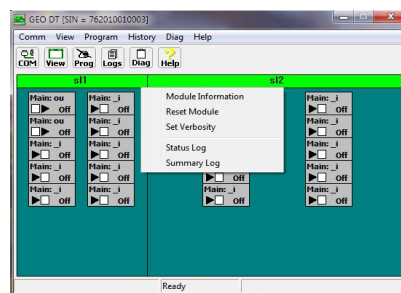 GEO DT [SIN = 762010010003]
Comm View Program History Diag Help
COM View Prog Logs Diag Help
sl1 sl2
Main: ou Main: _i Main: _i
Off Off Off
Main: ou Main: _i Main: _i
Off Off Off
Main: _i Main: _i Main: _i
Off Off Off
Main: _i Main: _i Main: _i
Off Off Off Off
Main: _i Main: _i Main: _i Main: _i
Off Off Off Off
Module Information
Reset Module
Set Verbosity
Status Log
Summary Log
Ready